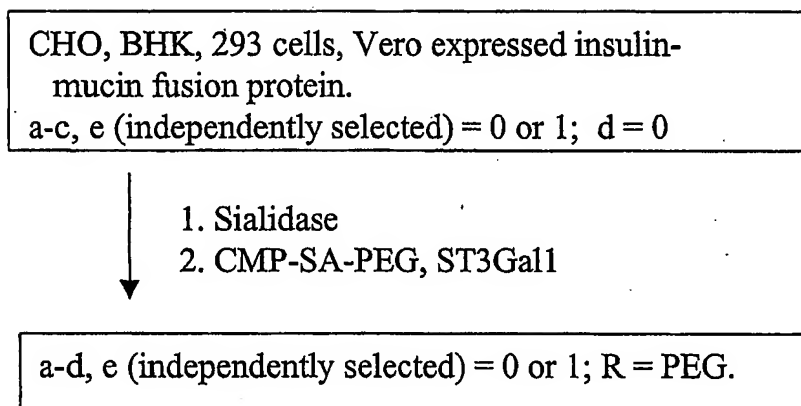 CHO, BHK, 293 cells, Vero expressed insulin-
mucin fusion protein.
a-c, e (independently selected) = 0 or 1; d = 0
1. Sialidase
2. CMP-SA-PEG, ST3Gal1
a-d, e (independently selected) = 0 or 1; R = PEG.